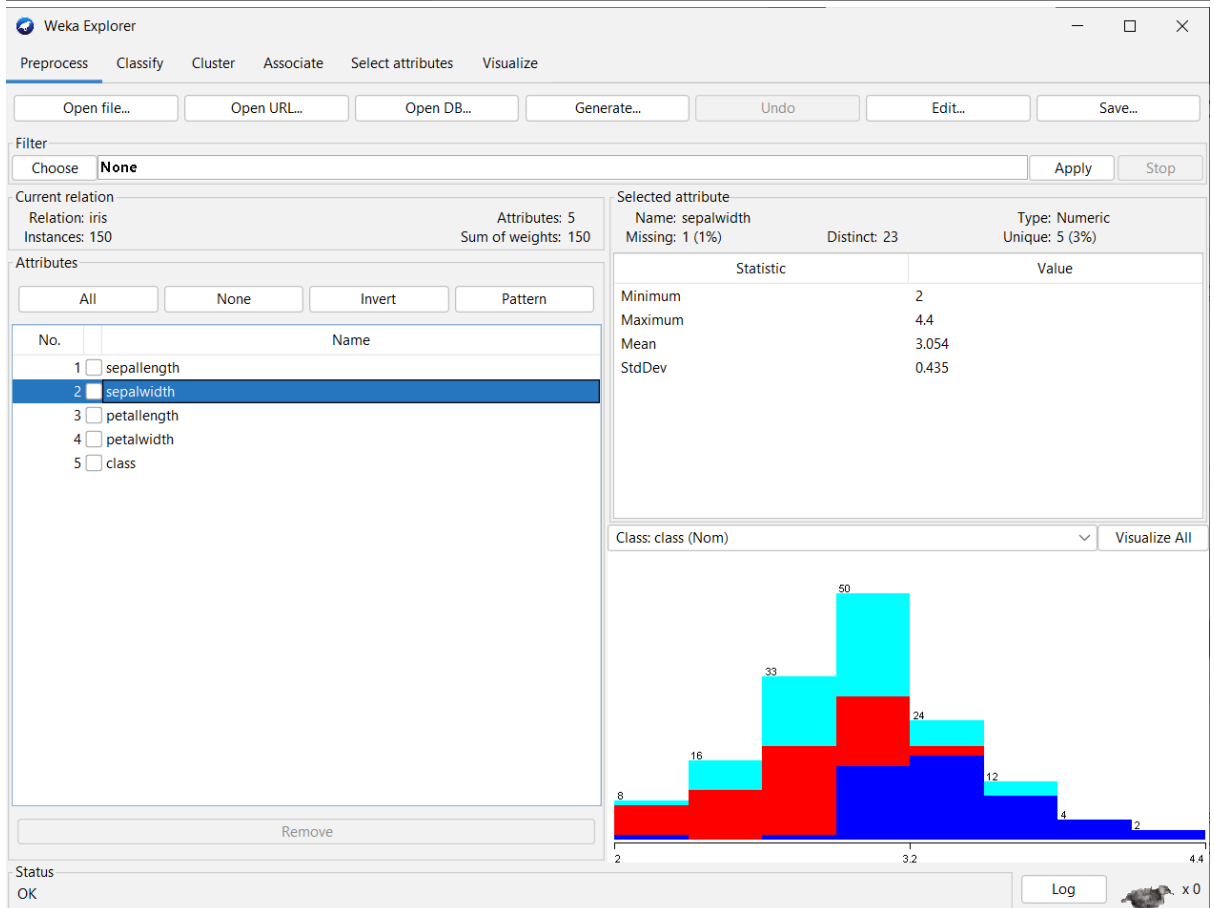 Weka Explorer
Preprocess Classify Cluster Associate Select attributes Visualize
Open file... Open URL... Open DB... Generate... Undo Edit... Save...
Filter
Choose None Apply Stop
Current relation
Relation: iris Attributes: 5
Instances: 150 Sum of weights: 150
Attributes
All None Invert Pattern
No. Name
1 sepallength
2 sepalwidth
3 petallength
4 petalwidth
5 class
Remove
Selected attribute
Name: sepalwidth Type: Numeric
Missing: 1 (1%) Distinct: 23 Unique: 5 (3%)
Statistic Value
Minimum 2
Maximum 4.4
Mean 3.054
StdDev 0.435
Class: class (Nom) Visualize All
50
33
24
16
12
8
4
2
2 3.2 4.4
Status
OK
Log x 0